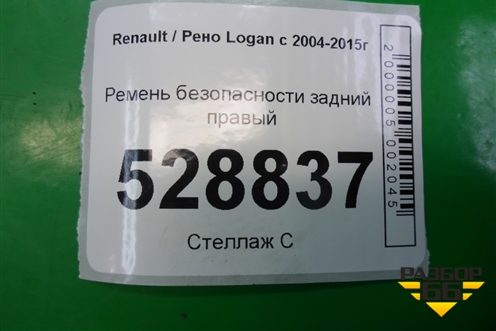 Renault / Рено Logan с 2004-2015г
Ремень безопасности задний
правый
528837
Стеллаж С
2000005002045
РАЗБОР
66